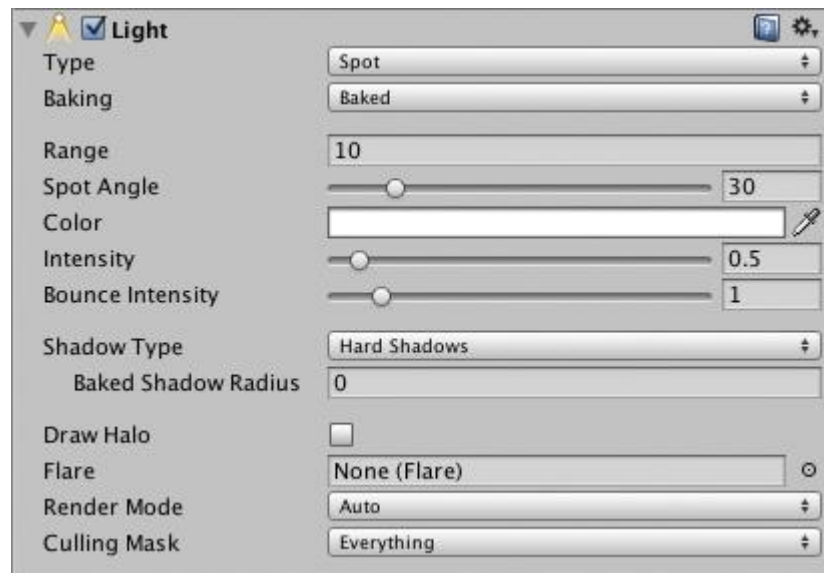 Light
Type Spot
Baking Baked
Range 10
Spot Angle 30
Color
Intensity 0.5
Bounce Intensity 1
Shadow Type Hard Shadows
Baked Shadow Radius 0
Draw Halo
Flare None (Flare)
Render Mode Auto
Culling Mask Everything